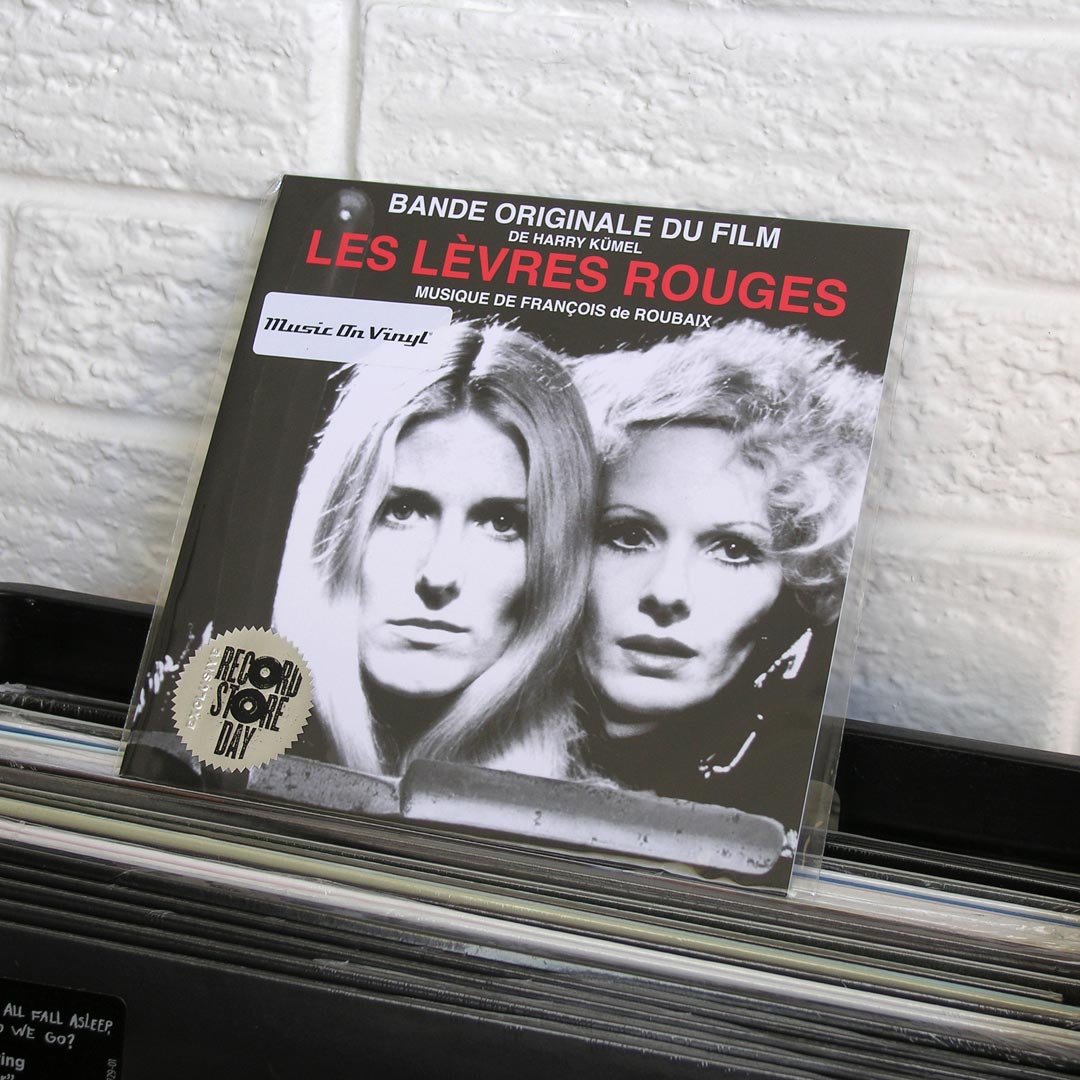 BANDE ORIGINALE DU FILM
DE HARRY KÜMEL
LES LÈVRES ROUGES
MUSIQUE DE FRANÇOIS de ROUBAIX
Music On Vinyl
EXCLUSIVE
RECORD
STORE
DAY
ALL FALL ASLEEP,
WE GO?